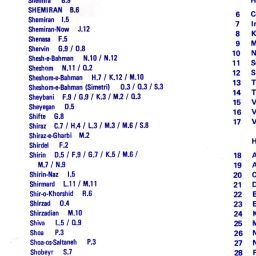 SHEMIRAN B.6
Shemiran I.5
Shemiran-Now J.12
Shenasa F.5
Shervin G.9 / O.8
Shesh-e-Bahman N.10 / N.12
Sheshom N.11 / Q.2
Sheshom-e-Bahman H.7 / K.12 / M.10
Sheshom-e-Bahman (Simetri) O.3 / Q.3 / S.3
Sheybani F.9 / G.9 / K.3 / M.2 / Q.3
Sheyegan D.5
Shifte G.8
Shiraz C.7 / H.4 / L.3 / M.3 / M.6 / S.8
Shiraz-e-Gharbi M.2
Shirdel F.2
Shirin D.5 / F.9 / G.7 / K.5 / M.6 /
M.7 / N.9
Shirin-Naz I.5
Shirmard L.11 / M.11
Shir-o-Khorshid R.6
Shirzad O.4
Shirzadian M.10
Shiva L.5 / Q.9
Shoa P.3
Shoa-os-Saltaneh P.3
Shobeyr S.7
6 C
7 I
8 K
9 M
10 N
11 S
12 S
13 T
14 T
15 V
16 V
17 V
H
18 A
19 A
20 C
21 D
22 E
23 E
24 K
25 M
26 N
27 N
28 F